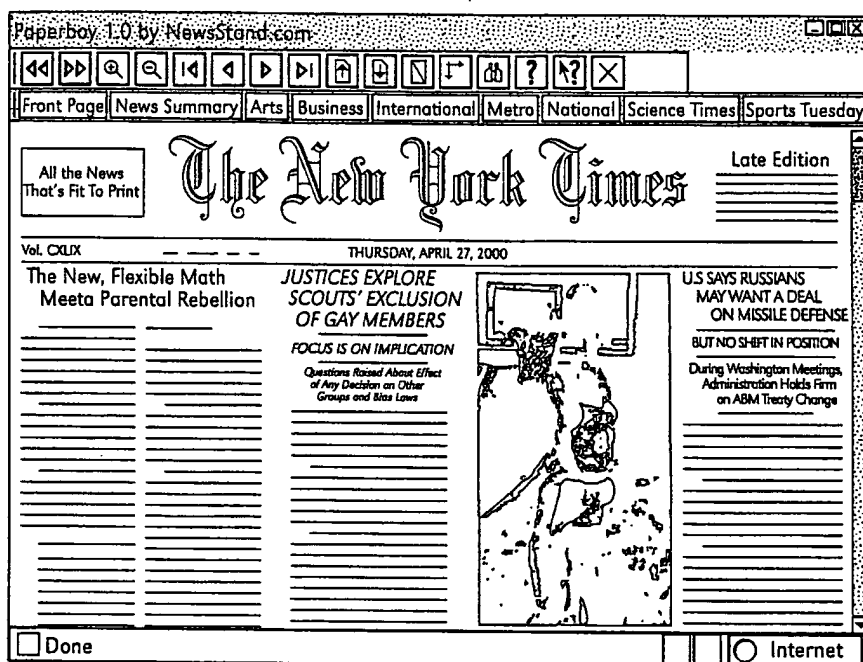 Paperboy 1.0 by NewsStand.com
Front Page News Summary Arts Business International Metro National Science Times Sports Tuesday
All the News
That's Fit To Print
The New York Times
Late Edition
Vol. CXLIX
THURSDAY, APRIL 27, 2000
The New, Flexible Math
Meeta Parental Rebellion
JUSTICES EXPLORE
SCOUTS' EXCLUSION
OF GAY MEMBERS
FOCUS IS ON IMPLICATION
Questions Raised About Effect
of Any Decision on Other
Groups and Bias Laws
U.S SAYS RUSSIANS
MAY WANT A DEAL
ON MISSILE DEFENSE
BUT NO SHIFT IN POSITION
During Washington Meetings,
Administration Holds Firm
on ABM Treaty Change
Done
Internet